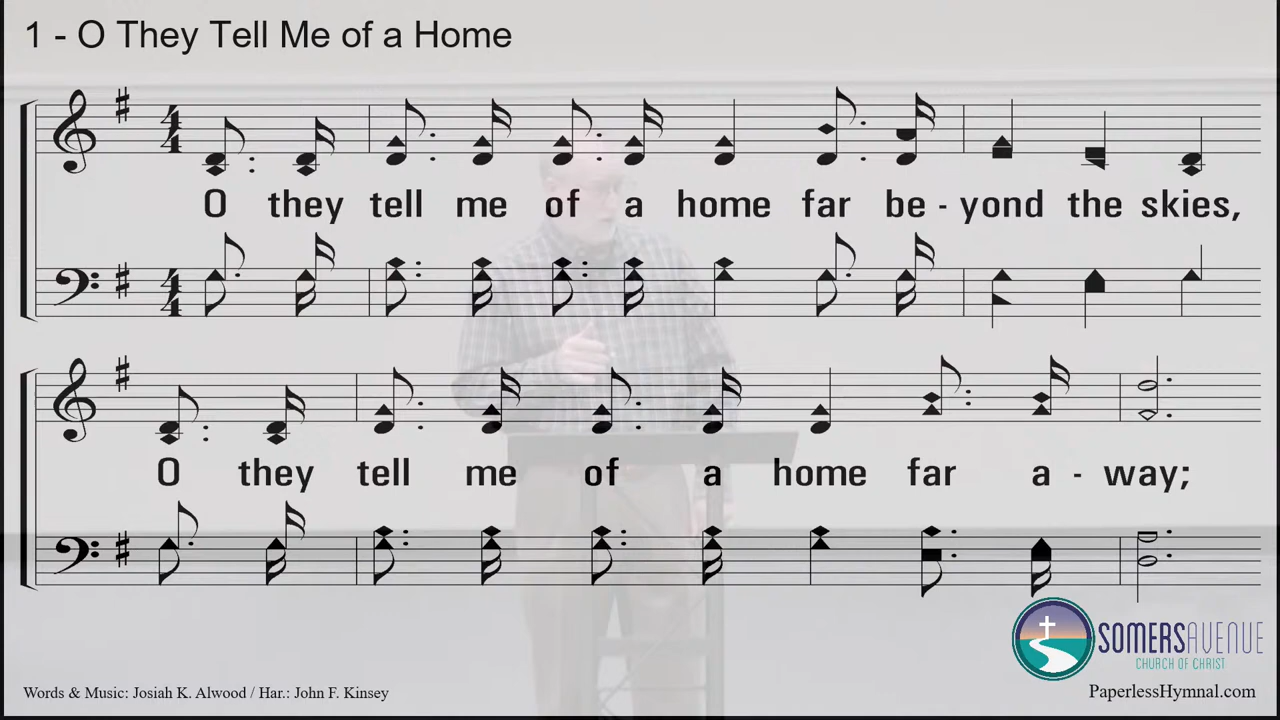 1 - O They Tell Me of a Home
O they tell me of a home far be - yond the skies,
O they tell me of a home far a - way;
SOMERSAVENUE
CHURCH OF CHRIST
Words & Music: Josiah K. Alwood / Har.: John F. Kinsey
PaperlessHymnal.com